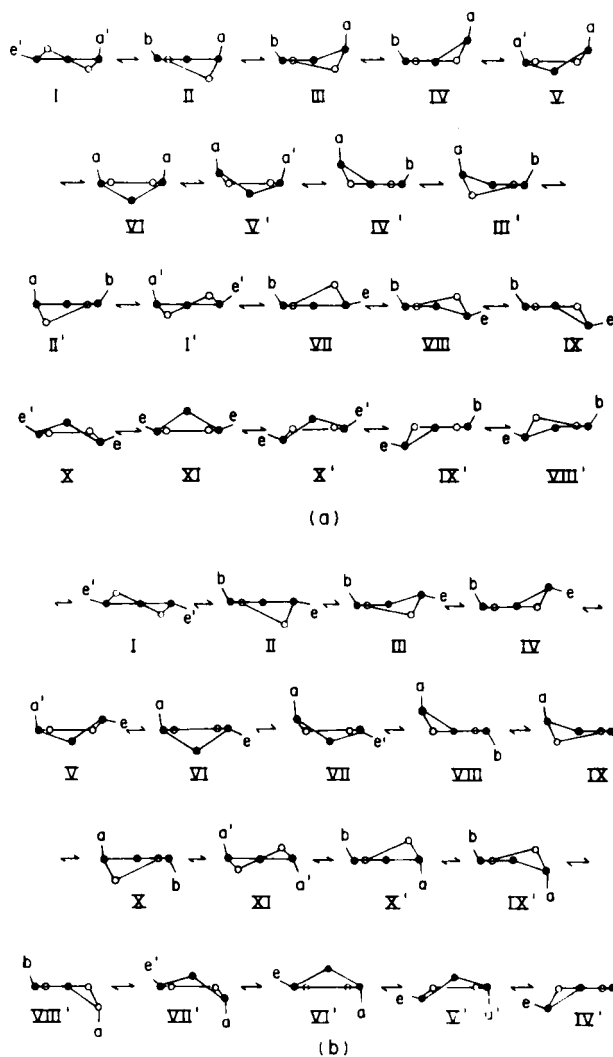 e' a' b a b a b a a' a
I II III IV V
a a a a' a b a b
VI V' IV' III'
a b a' e' b e b e b e
II' I' VII VIII IX
e' e e e e e' e b e b
X XI X' IX' VIII'
(a)
e' e' b e b e b e
I II III IV
a' e a e a e' a b a
V VI VII VIII IX
a b a' a' b a b a
X XI X' IX'
b a e' a e a e e
VIII' VII' VI' V' IV'
(b)